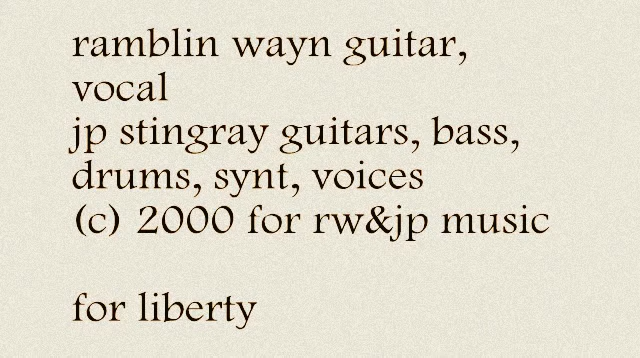 ramblin wayn guitar,
vocal
jp stingray guitars, bass,
drums, synt, voices
(c) 2000 for rw&jp music
for liberty